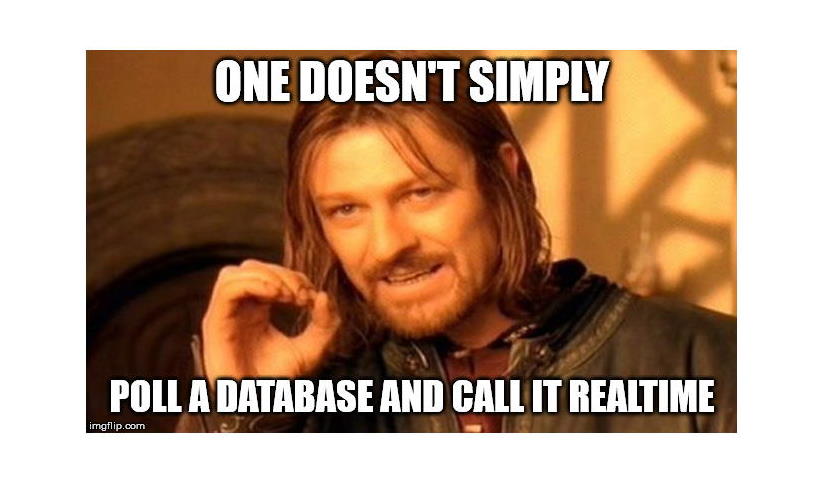 ONE DOESN'T SIMPLY
POLL A DATABASE AND CALL IT REALTIME
imgflip.com